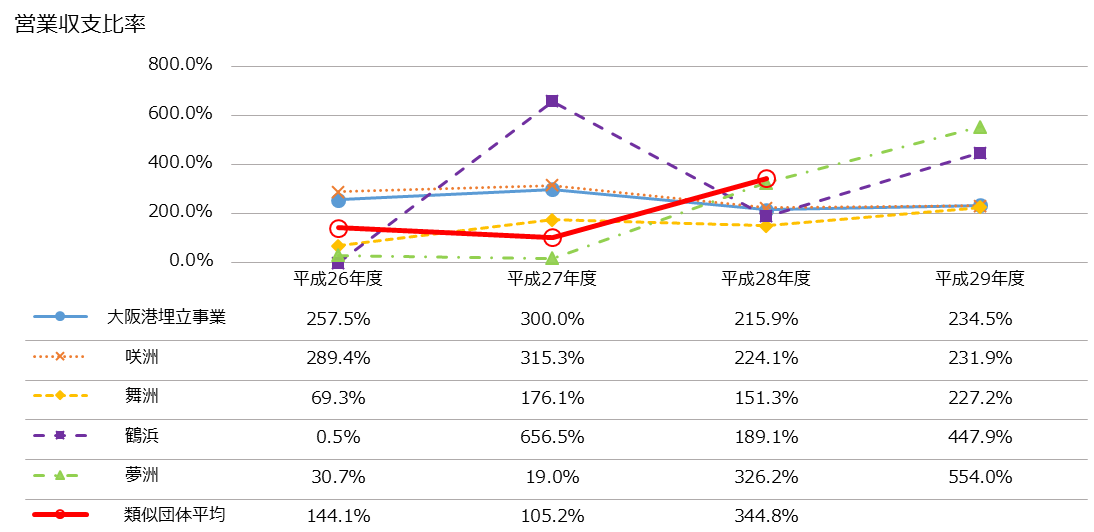 営業収支比率
800.0%
600.0%
400.0%
200.0%
0.0%
平成26年度 平成27年度 平成28年度 平成29年度
大阪港埋立事業 257.5% 300.0% 215.9% 234.5%
咲洲 289.4% 315.3% 224.1% 231.9%
舞洲 69.3% 176.1% 151.3% 227.2%
鶴浜 0.5% 656.5% 189.1% 447.9%
夢洲 30.7% 19.0% 326.2% 554.0%
類似団体平均 144.1% 105.2% 344.8%